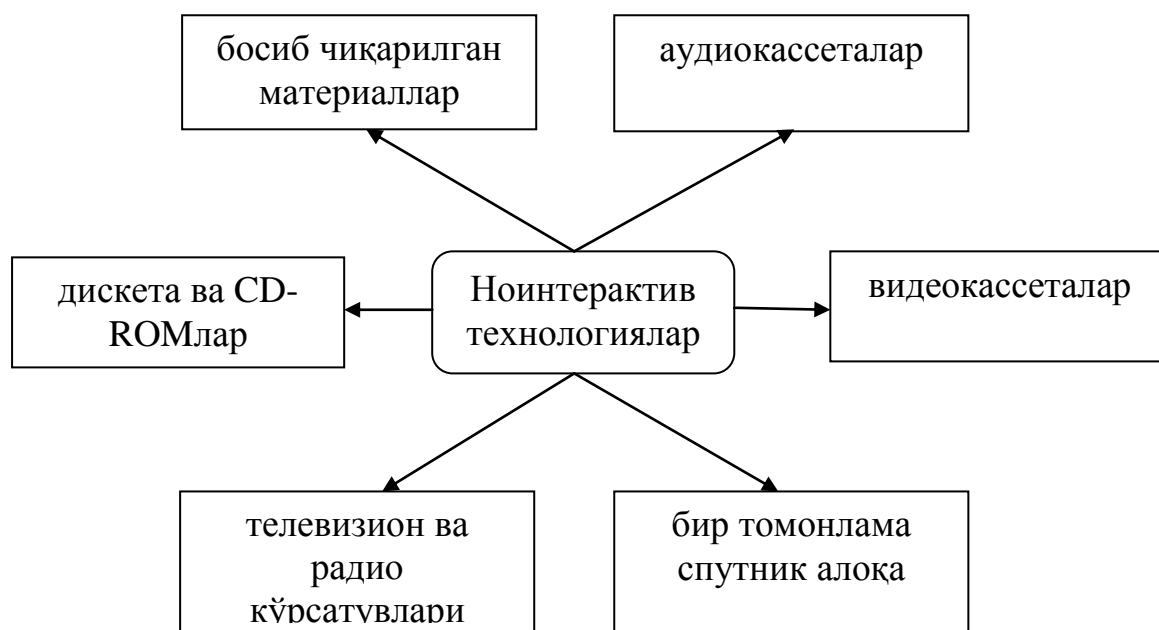 босиб чиқарилган
материаллар
аудиокассеталар
дискета ва CD-
ROMлар
Ноинтерактив
технологиялар
видеокассеталар
телевизион ва
радио
кўрсатувлари
бир томонлама
спутник алоқа